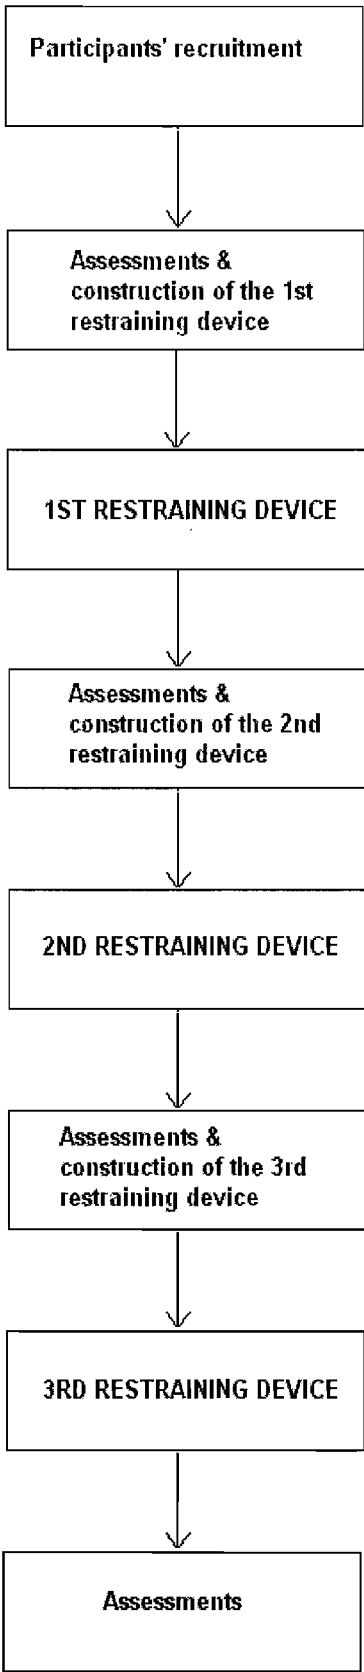 Participants' recruitment
Assessments &
construction of the 1st
restraining device
1ST RESTRAINING DEVICE
Assessments &
construction of the 2nd
restraining device
2ND RESTRAINING DEVICE
Assessments &
construction of the 3rd
restraining device
3RD RESTRAINING DEVICE
Assessments